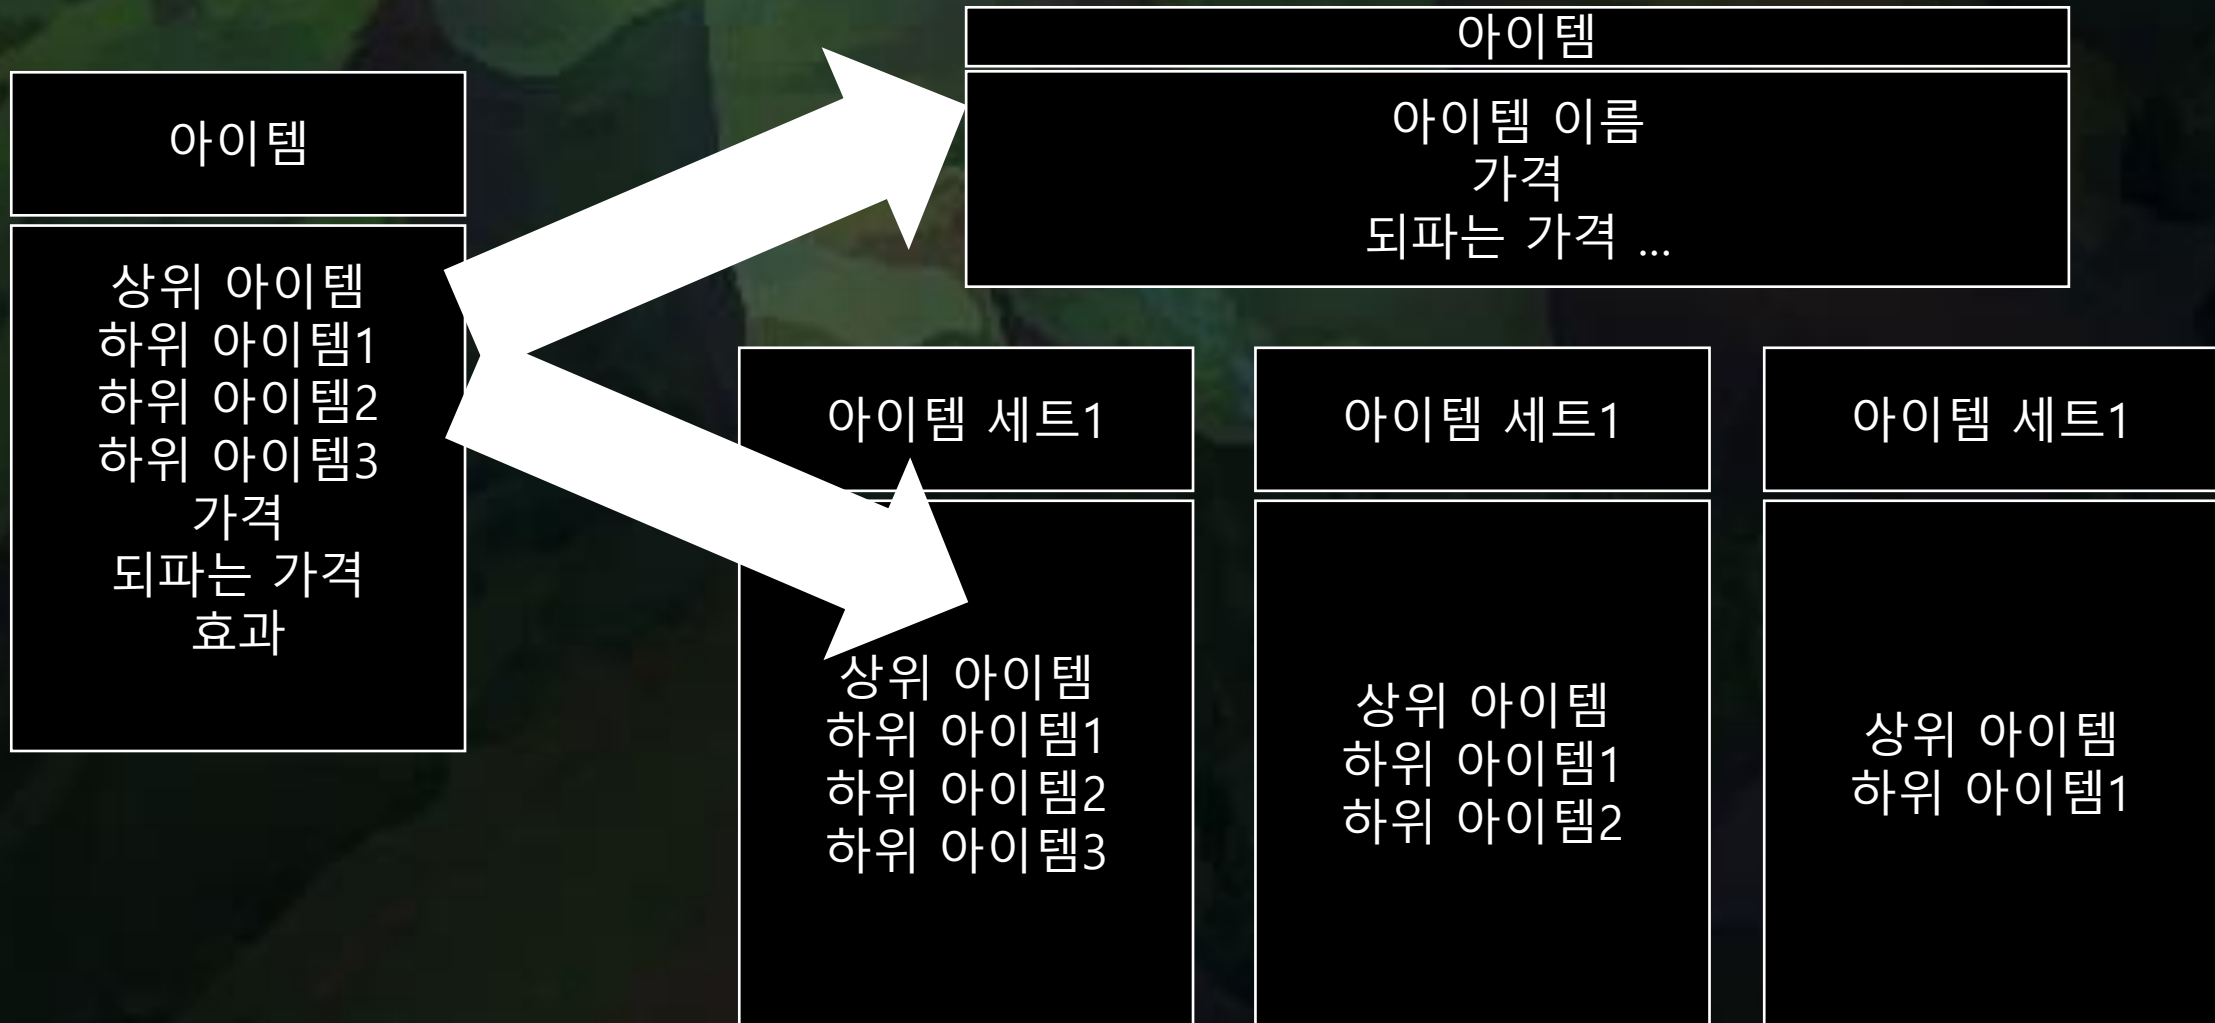 아이템
상위 아이템
하위 아이템1
하위 아이템2
하위 아이템3
가격
되파는 가격
효과
아이템
아이템 이름
가격
되파는 가격 ...
아이템 세트1
상위 아이템
하위 아이템1
하위 아이템2
하위 아이템3
아이템 세트1
상위 아이템
하위 아이템1
하위 아이템2
아이템 세트1
상위 아이템
하위 아이템1